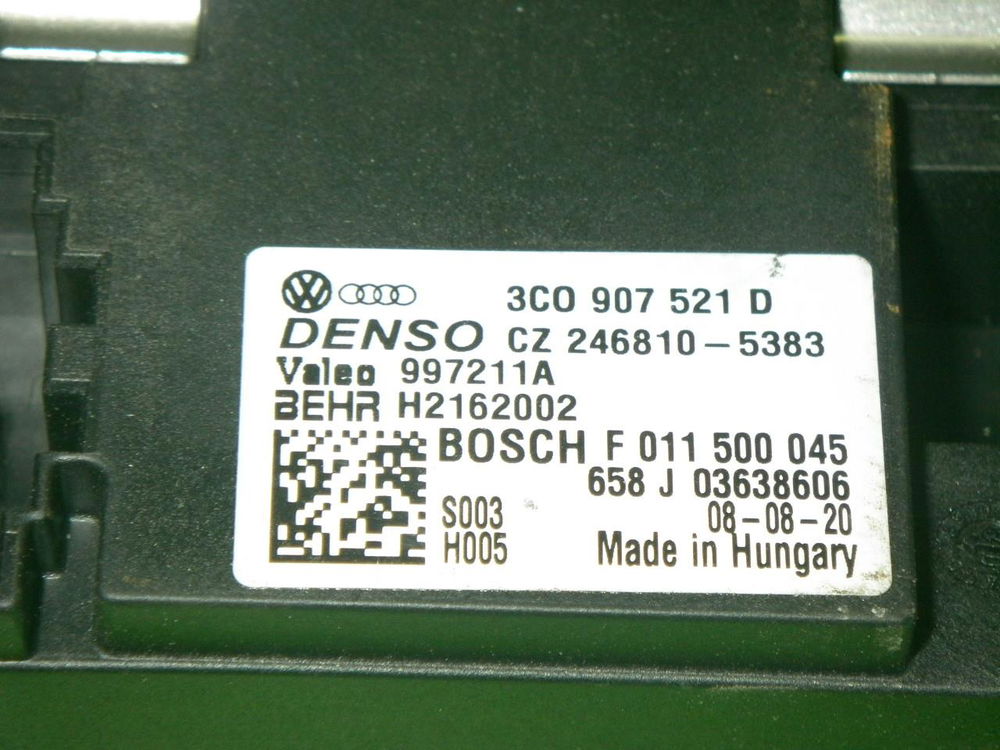 3C0 907 521 D
DENSO CZ 246810-5383
Valeo 997211A
BEHR H2162002
BOSCH F 011 500 045
658 J 03638606
S003 08-08-20
H005 Made in Hungary